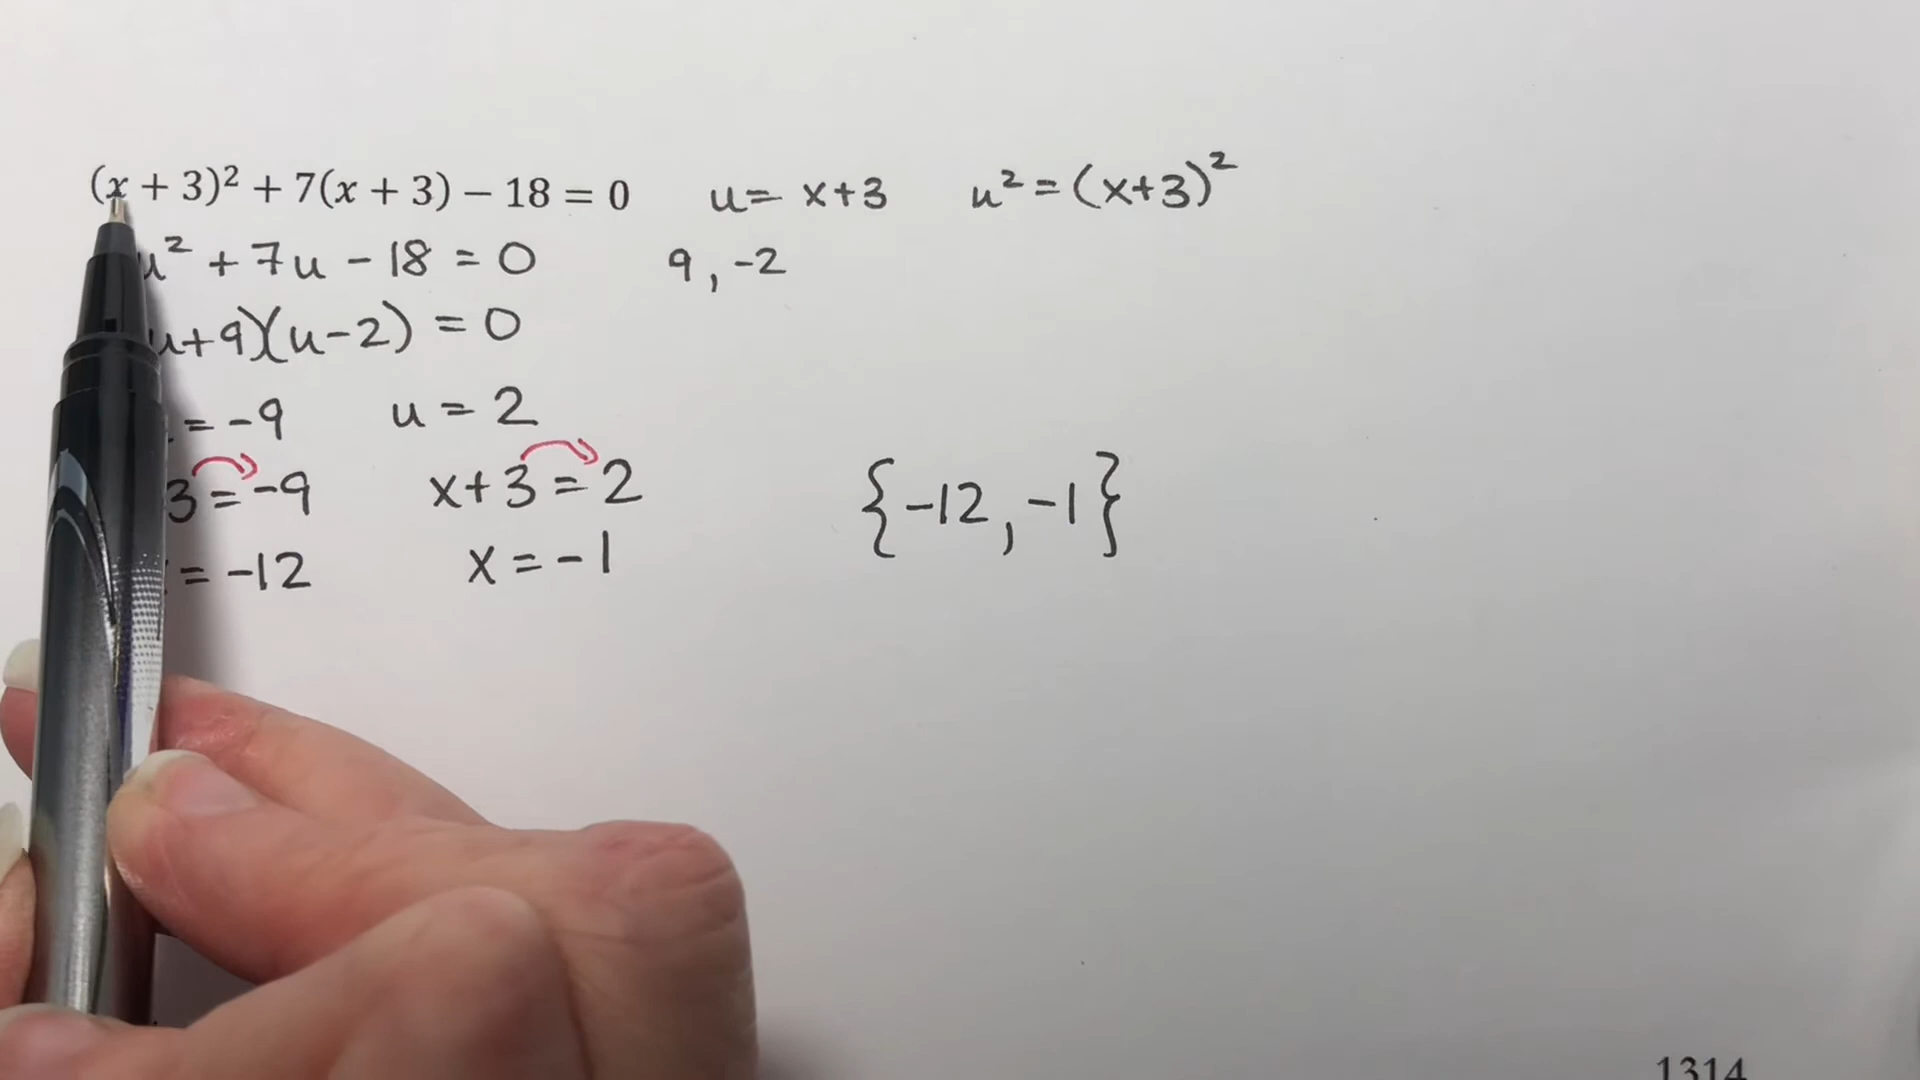 (x + 3)² + 7(x + 3) − 18 = 0 u = x+3 u² = (x+3)²
u² + 7u − 18 = 0 9, -2
u+9)(u-2) = 0
= -9 u = 2
3 = -9 x+3 = 2
{-12, -1}
= -12 x = -1
1314